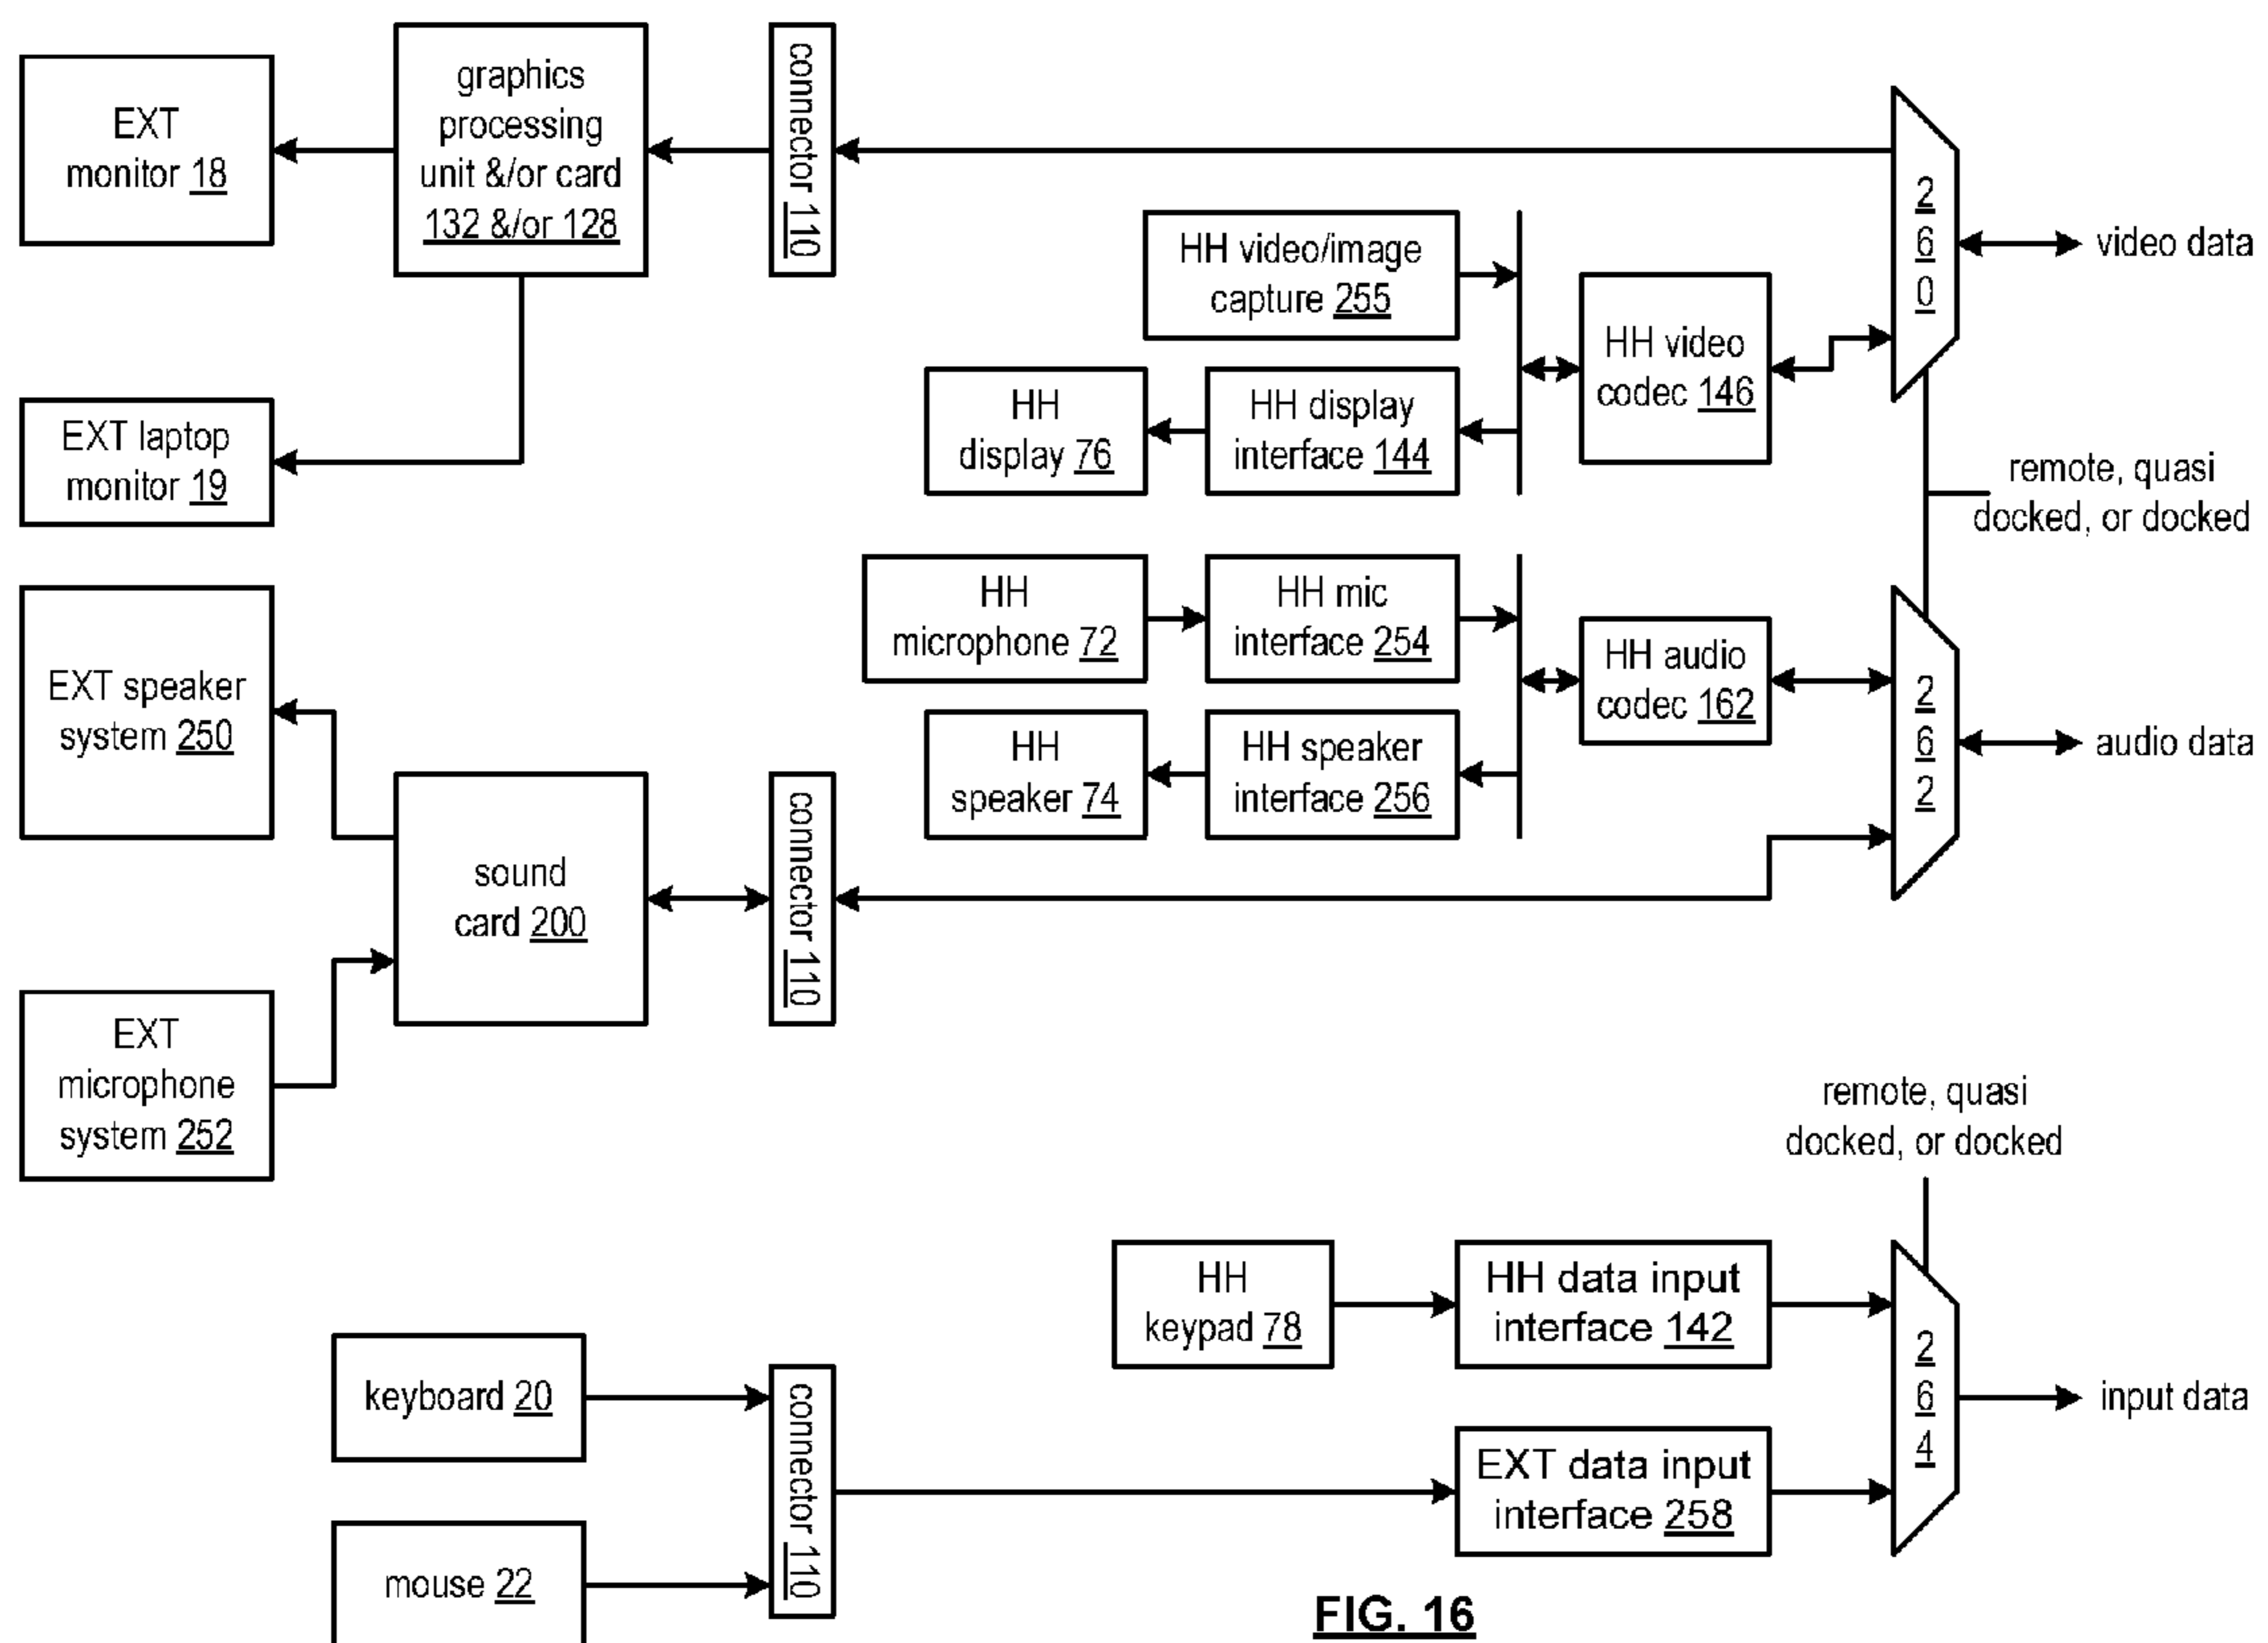 EXT
monitor 18
graphics
processing
unit &/or card
132 &/or 128
connector 110
2
6
0
video data
HH video/image
capture 255
HH video
codec 146
HH
display 76
HH display
interface 144
EXT laptop
monitor 19
remote, quasi
docked, or docked
EXT speaker
system 250
HH
microphone 72
HH mic
interface 254
HH audio
codec 162
2
6
2
audio data
HH
speaker 74
HH speaker
interface 256
sound
card 200
connector 110
EXT
microphone
system 252
remote, quasi
docked, or docked
HH
keypad 78
HH data input
interface 142
2
6
4
input data
keyboard 20
connector 110
EXT data input
interface 258
mouse 22
FIG. 16